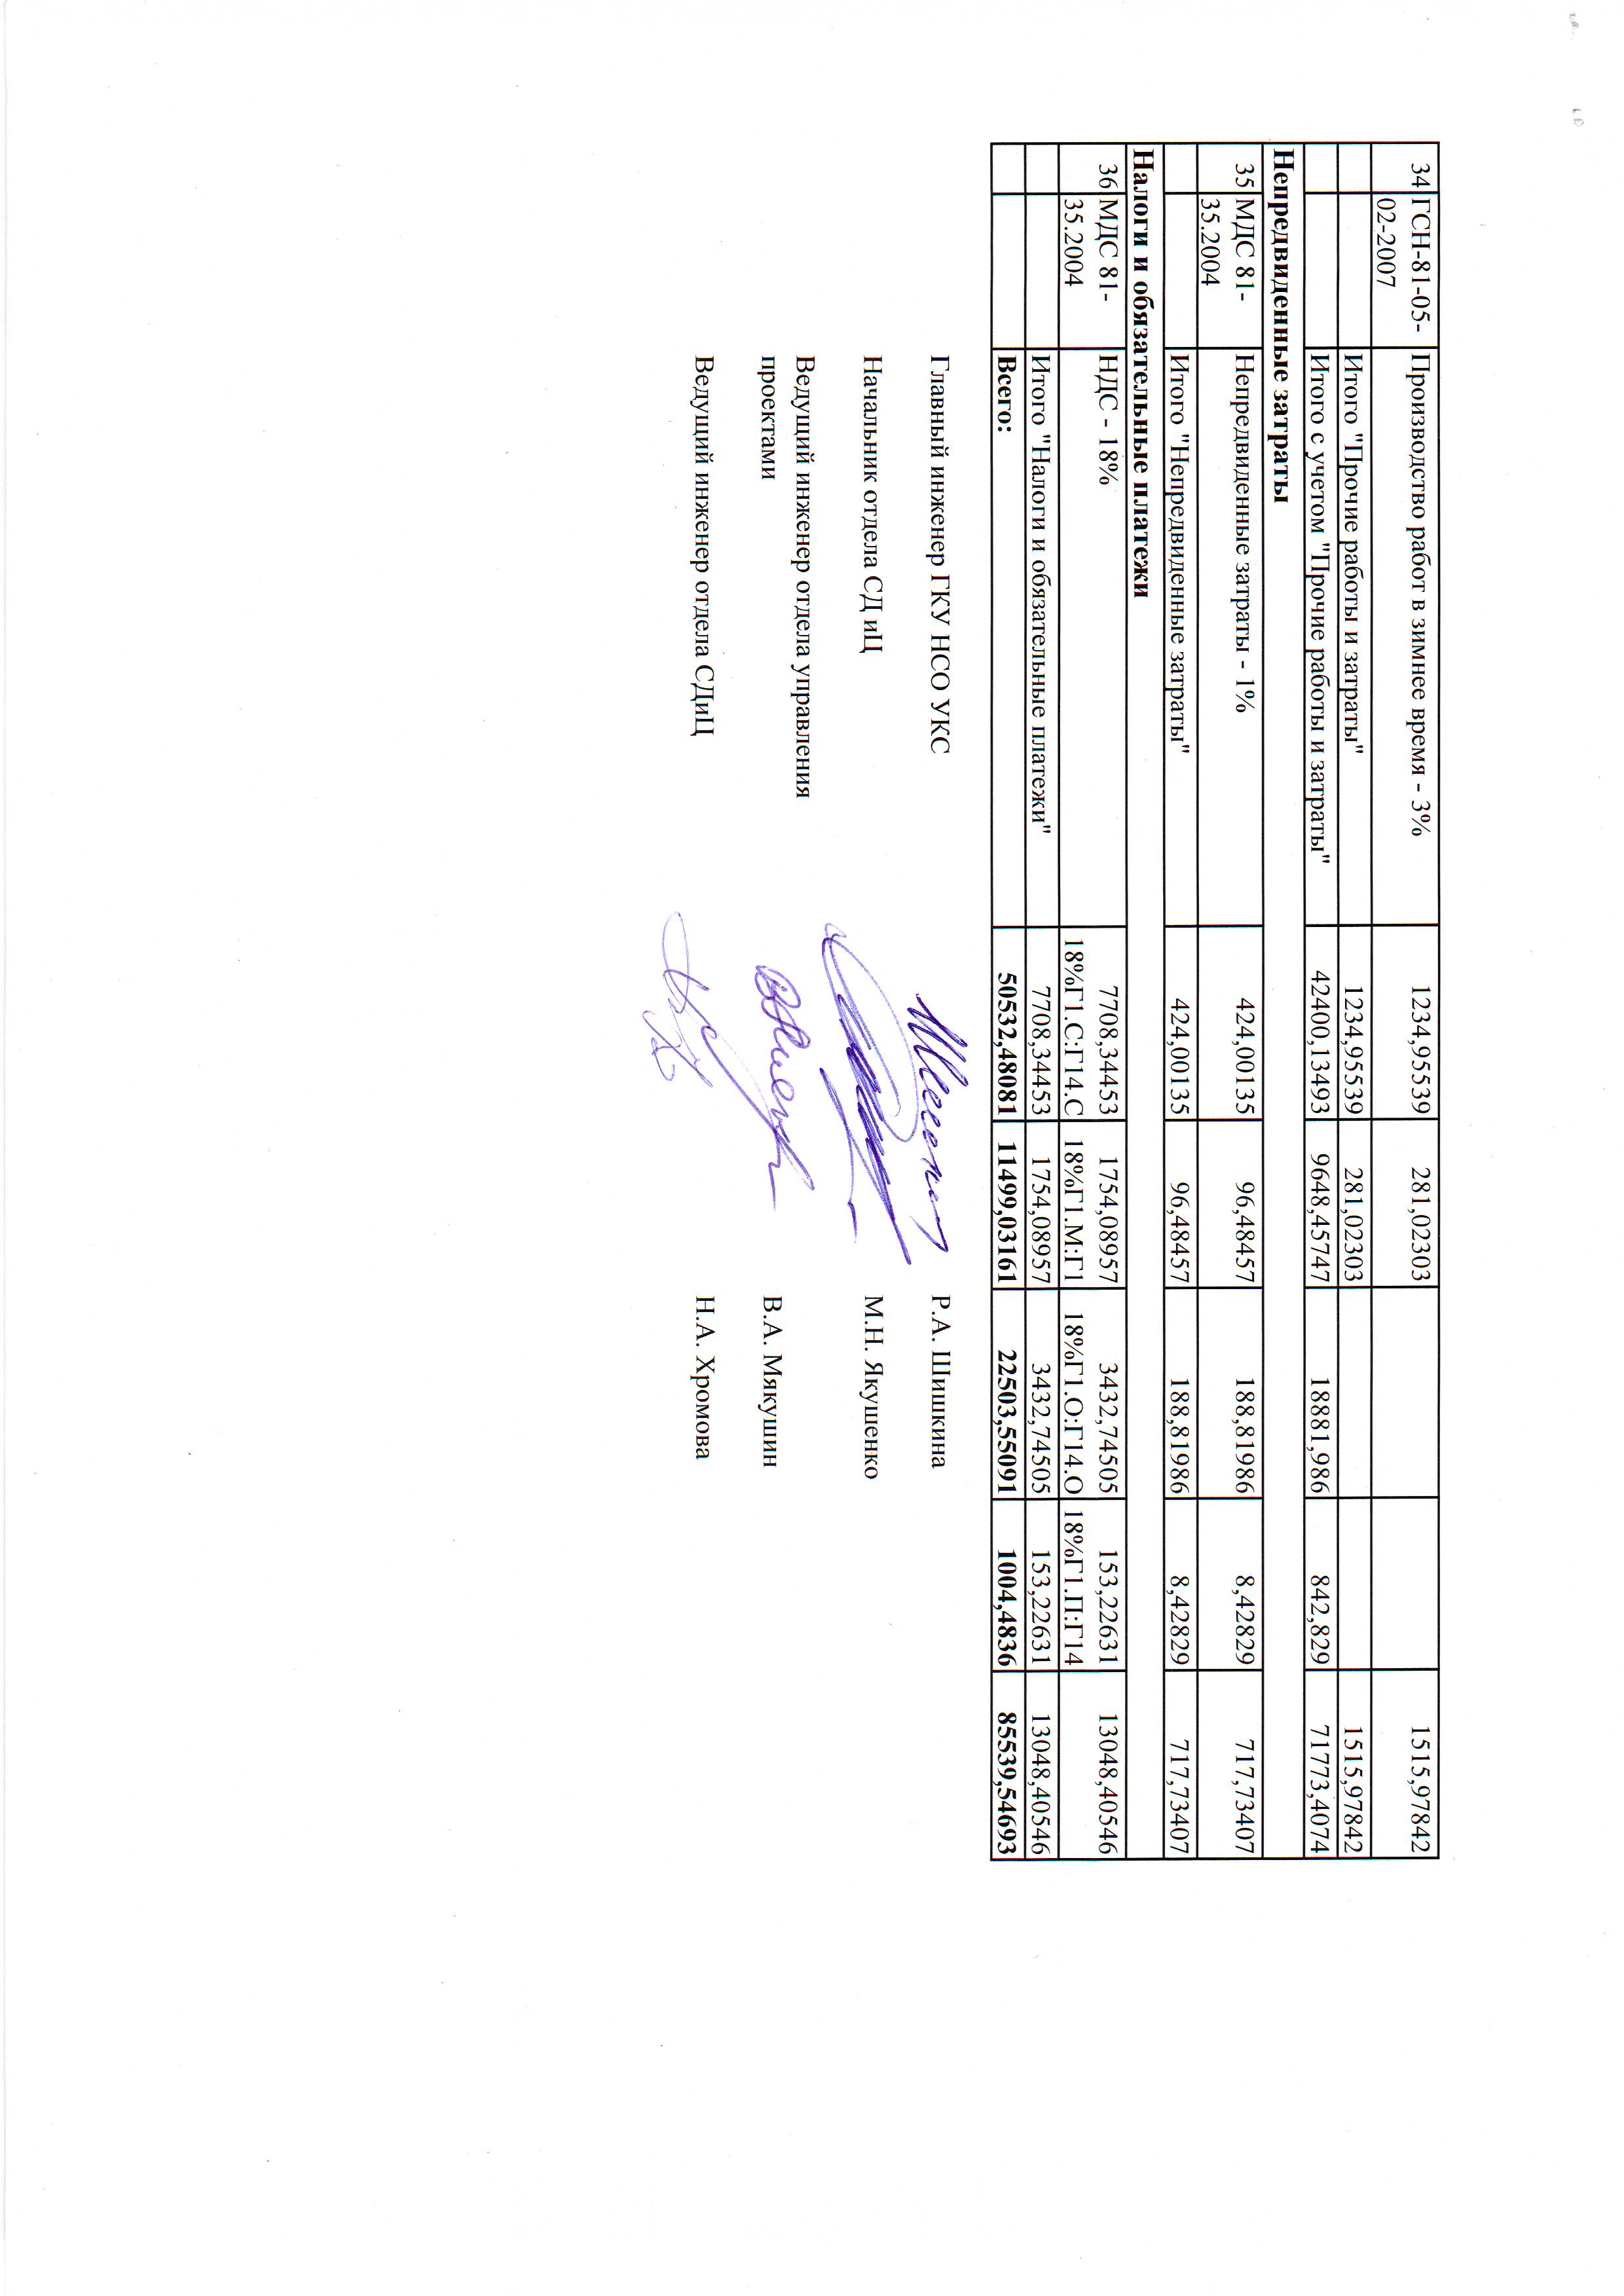 34 ГСН-81-05- Производство работ в зимнее время - 3% 1234,95539 281,02303 1515,97842
02-2007
Итого "Прочие работы и затраты" 1234,95539 281,02303 1515,97842
Итого с учетом "Прочие работы и затраты" 42400,13493 9648,45747 18881,986 842,829 71773,4074
Непредвиденные затраты
35 МДС 81- Непредвиденные затраты - 1% 424,00135 96,48457 188,81986 8,42829 717,73407
35.2004
Итого "Непредвиденные затраты" 424,00135 96,48457 188,81986 8,42829 717,73407
Налоги и обязательные платежи
36 МДС 81- НДС - 18% 7708,34453 1754,08957 3432,74505 153,22631 13048,40546
35.2004 18%Г1.С:Г14.С 18%Г1.М:Г1 18%Г1.О:Г14.О 18%Г1.П:Г14
Итого "Налоги и обязательные платежи" 7708,34453 1754,08957 3432,74505 153,22631 13048,40546
Всего: 50532,48081 11499,03161 22503,55091 1004,4836 85539,54693
Главный инженер ГКУ НСО УКС Р.А. Шишкина
Начальник отдела СД иЦ М.Н. Якушенко
Ведущий инженер отдела управления
проектами В.А. Мякушин
Ведущий инженер отдела СДиЦ Н.А. Хромова